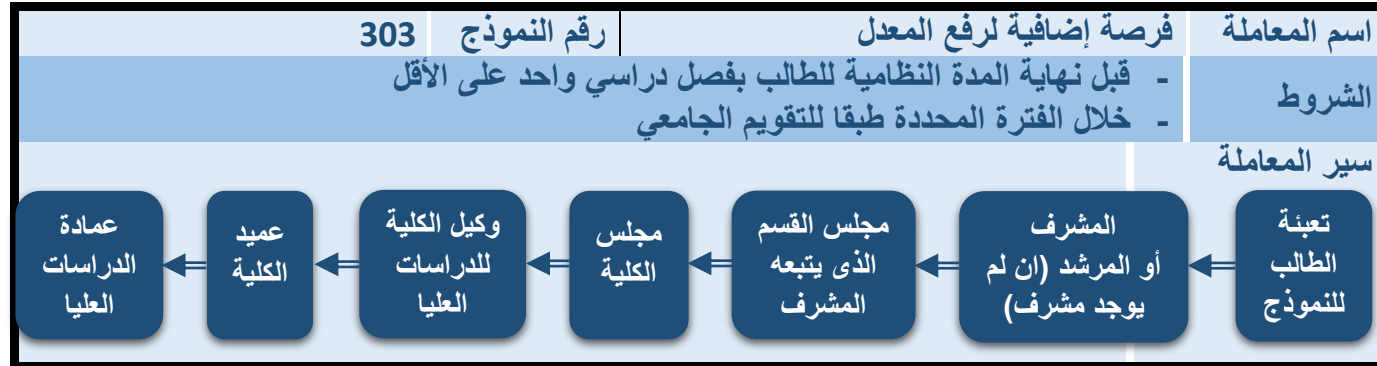 اسم المعاملة فرصة إضافية لرفع المعدل رقم النموذج 303
الشروط
- قبل نهاية المدة النظامية للطالب بفصل دراسي واحد على الأقل
- خلال الفترة المحددة طبقا للتقويم الجامعي
سير المعاملة
تعبئة
الطالب
للنموذج
المشرف
أو المرشد (ان لم
يوجد مشرف)
مجلس القسم
الذى يتبعه
المشرف
مجلس
الكلية
وكيل الكلية
للدراسات
العليا
عميد
الكلية
عمادة
الدراسات
العليا